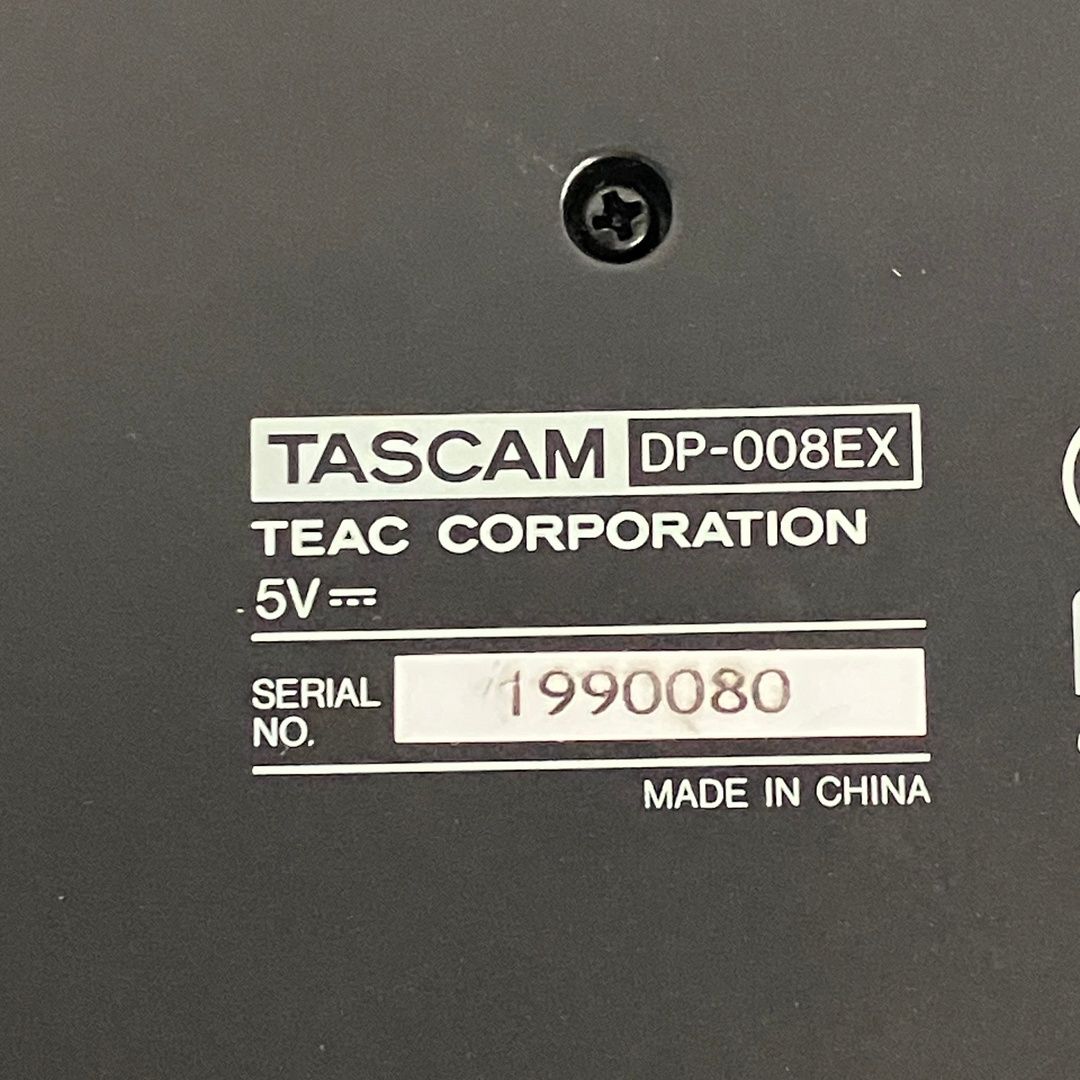 TASCAM DP-008EX
TEAC CORPORATION
5V⎓
SERIAL NO. 1990080
MADE IN CHINA